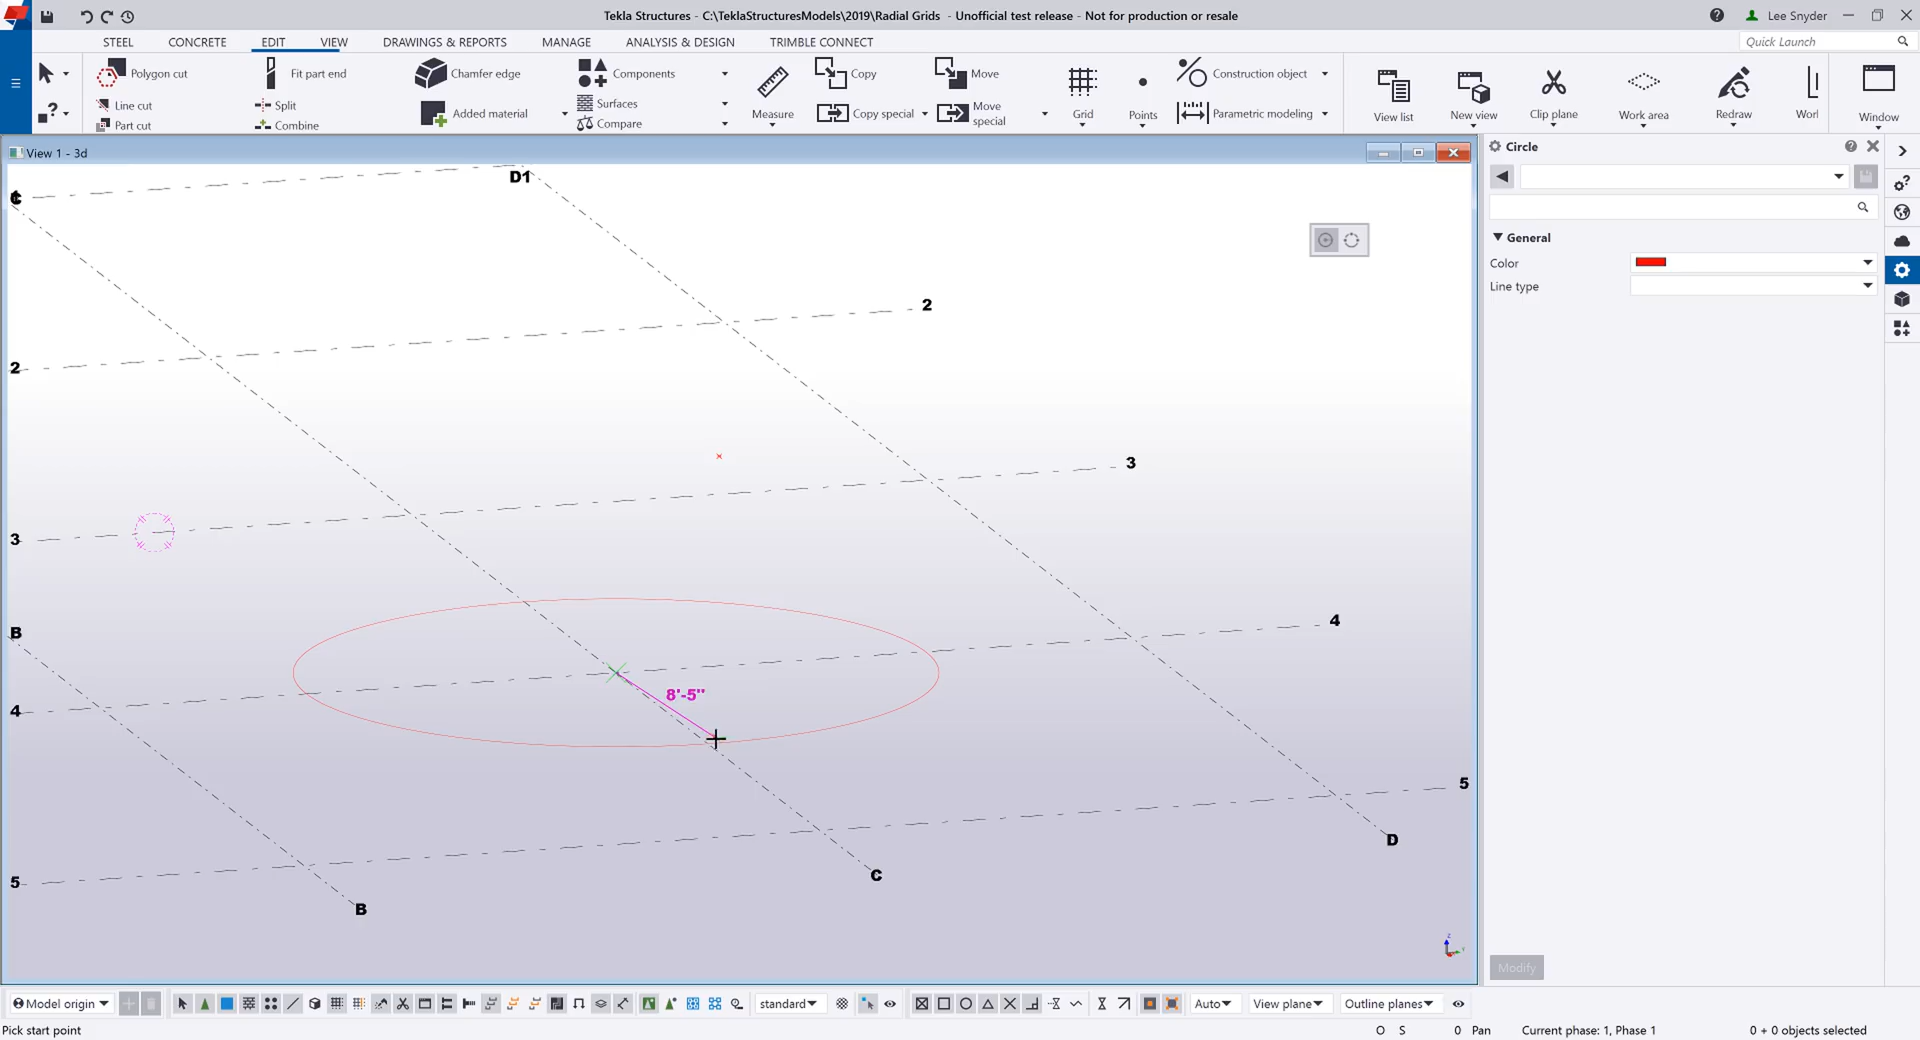 Tekla Structures - C:\TeklaStructuresModels\2019\Radial Grids - Unofficial test release - Not for production or resale
Lee Snyder
STEEL CONCRETE EDIT VIEW DRAWINGS & REPORTS MANAGE ANALYSIS & DESIGN TRIMBLE CONNECT
Quick Launch
Polygon cut
Line cut
Part cut
Fit part end
Split
Combine
Chamfer edge
Added material
Components
Surfaces
Compare
Measure
Copy
Copy special
Move
Move special
Grid
Points
Construction object
Parametric modeling
View list
New view
Clip plane
Work area
Redraw
Worl
Window
View 1 - 3d
Circle
General
Color
Line type
Modify
D1
2
2
3
3
B
4
4
8'-5"
5
5
D
C
B
Model origin
standard
Auto
View plane
Outline planes
Pick start point
O S 0 Pan Current phase: 1, Phase 1 0 + 0 objects selected